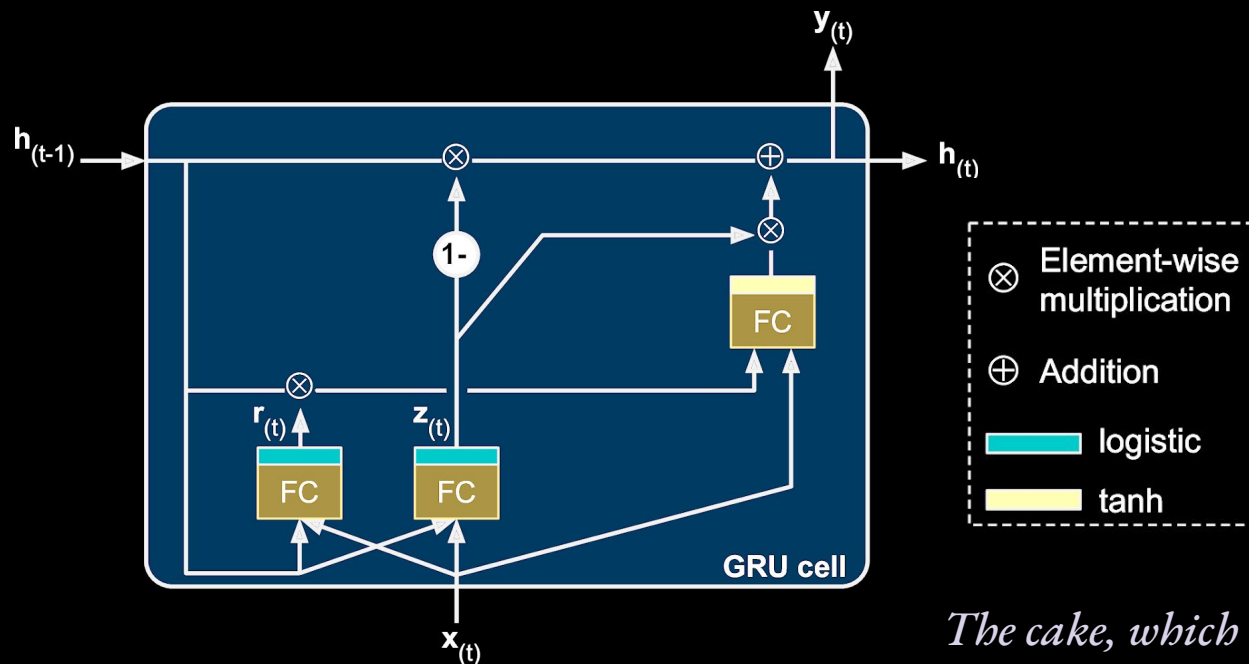 y(t)
h(t-1)
h(t)
1-
FC
r(t)
z(t)
FC
FC
GRU cell
x(t)
⊗ Element-wise
multiplication
⊕ Addition
logistic
tanh
The cake, which